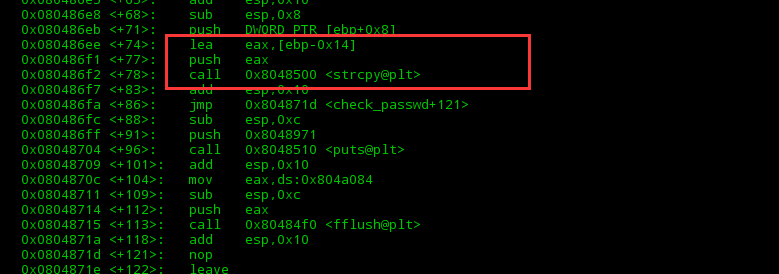 0x080486e5 <+65>: add esp,0x10
0x080486e8 <+68>: sub esp,0x8
0x080486eb <+71>: push DWORD PTR [ebp+0x8]
0x080486ee <+74>: lea eax,[ebp-0x14]
0x080486f1 <+77>: push eax
0x080486f2 <+78>: call 0x8048500 <strcpy@plt>
0x080486f7 <+83>: add esp,0x10
0x080486fa <+86>: jmp 0x804871d <check_passwd+121>
0x080486fc <+88>: sub esp,0xc
0x080486ff <+91>: push 0x8048971
0x08048704 <+96>: call 0x8048510 <puts@plt>
0x08048709 <+101>: add esp,0x10
0x0804870c <+104>: mov eax,ds:0x804a084
0x08048711 <+109>: sub esp,0xc
0x08048714 <+112>: push eax
0x08048715 <+113>: call 0x80484f0 <fflush@plt>
0x0804871a <+118>: add esp,0x10
0x0804871d <+121>: nop
0x0804871e <+122>: leave